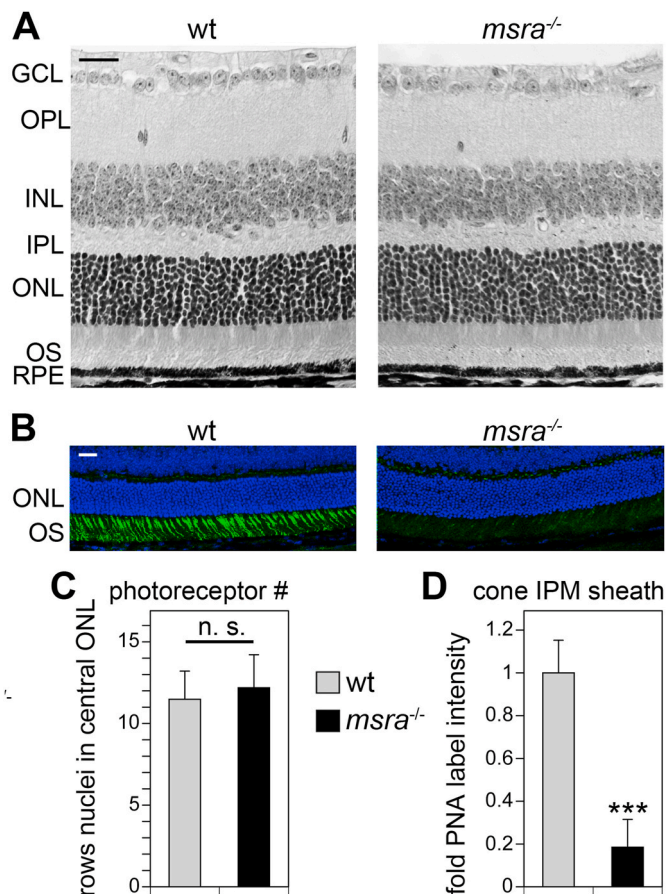 A
wt
msra-/-
GCL
OPL
INL
IPL
ONL
OS
RPE
B
wt
msra-/-
ONL
OS
C photoreceptor #
rows nuclei in central ONL
15
10
5
0
n. s.
wt
msra-/-
D cone IPM sheath
fold PNA label intensity
1.2
1
0.8
0.6
0.4
0.2
0
***